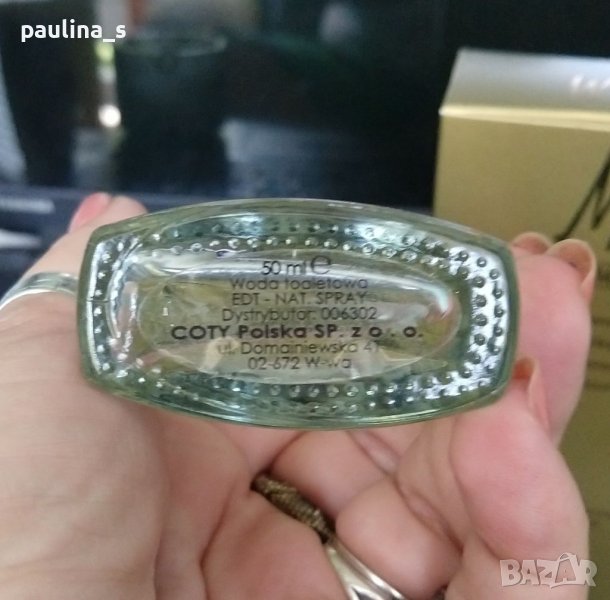 paulina_s
50 ml ℮
Woda toaletowa
EDT - NAT. SPRAY
Dystrybutor: 006302
COTY Polska SP. z o. o.
ul. Domaniewska 41
02-672 W-wa
BAZAR